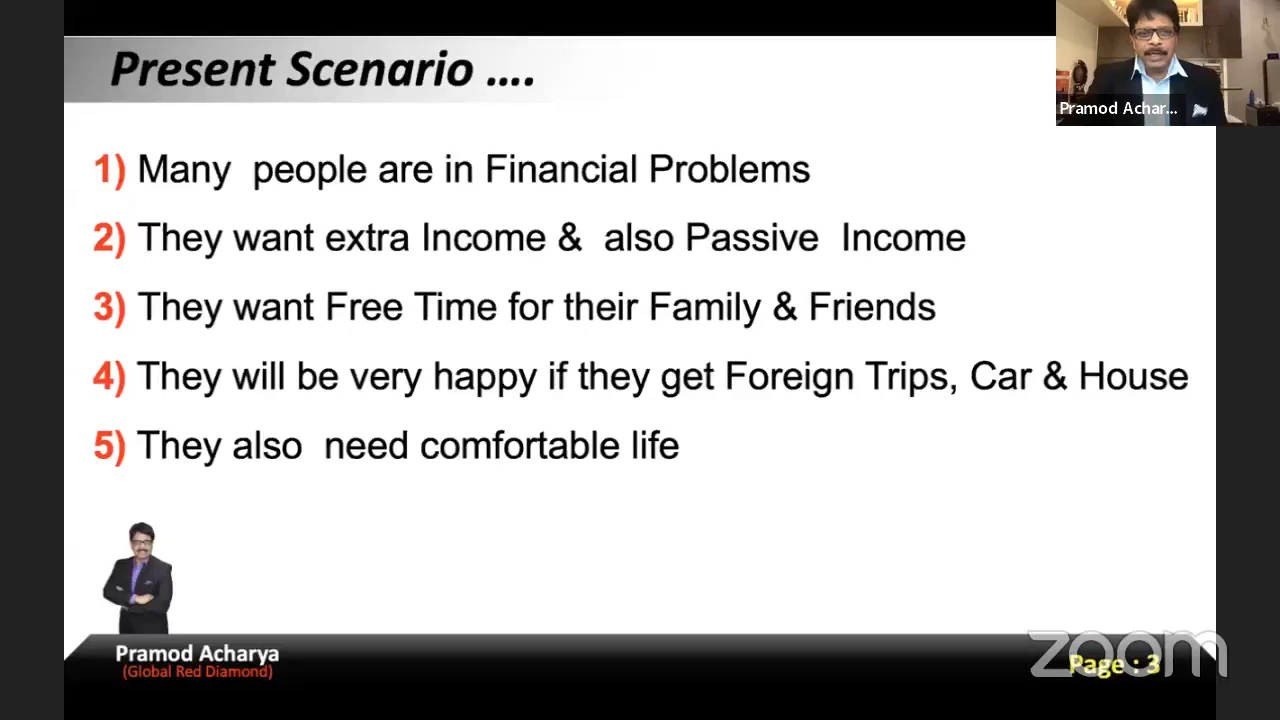 Present Scenario ....
Pramod Achar...
1) Many people are in Financial Problems
2) They want extra Income & also Passive Income
3) They want Free Time for their Family & Friends
4) They will be very happy if they get Foreign Trips, Car & House
5) They also need comfortable life
Pramod Acharya
(Global Red Diamond)
zoom
Page : 3